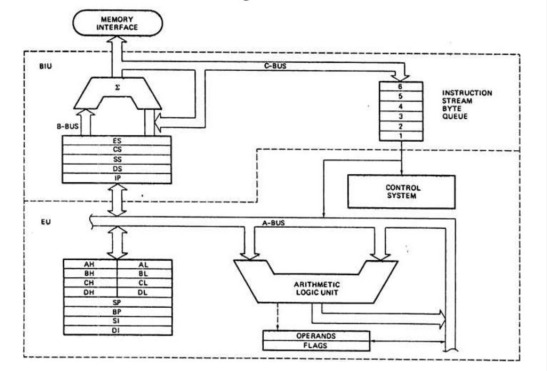 MEMORY
INTERFACE
BIU
C-BUS
Σ
B-BUS
6
5
4
3
2
1
INSTRUCTION
STREAM
BYTE
QUEUE
ES
CS
SS
DS
IP
CONTROL
SYSTEM
EU
A-BUS
AH AL
BH BL
CH CL
DH DL
SP
BP
SI
DI
ARITHMETIC
LOGIC UNIT
OPERANDS
FLAGS